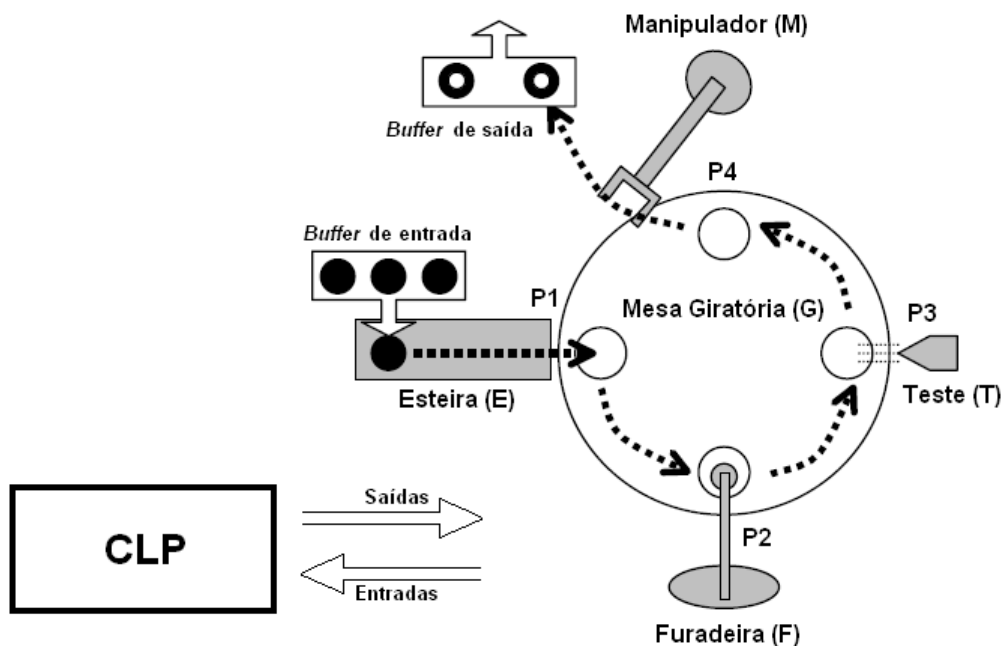 Manipulador (M)
Buffer de saída
P4
Buffer de entrada
P1
Mesa Giratória (G)
P3
Esteira (E)
Teste (T)
Saídas
CLP
P2
Entradas
Furadeira (F)